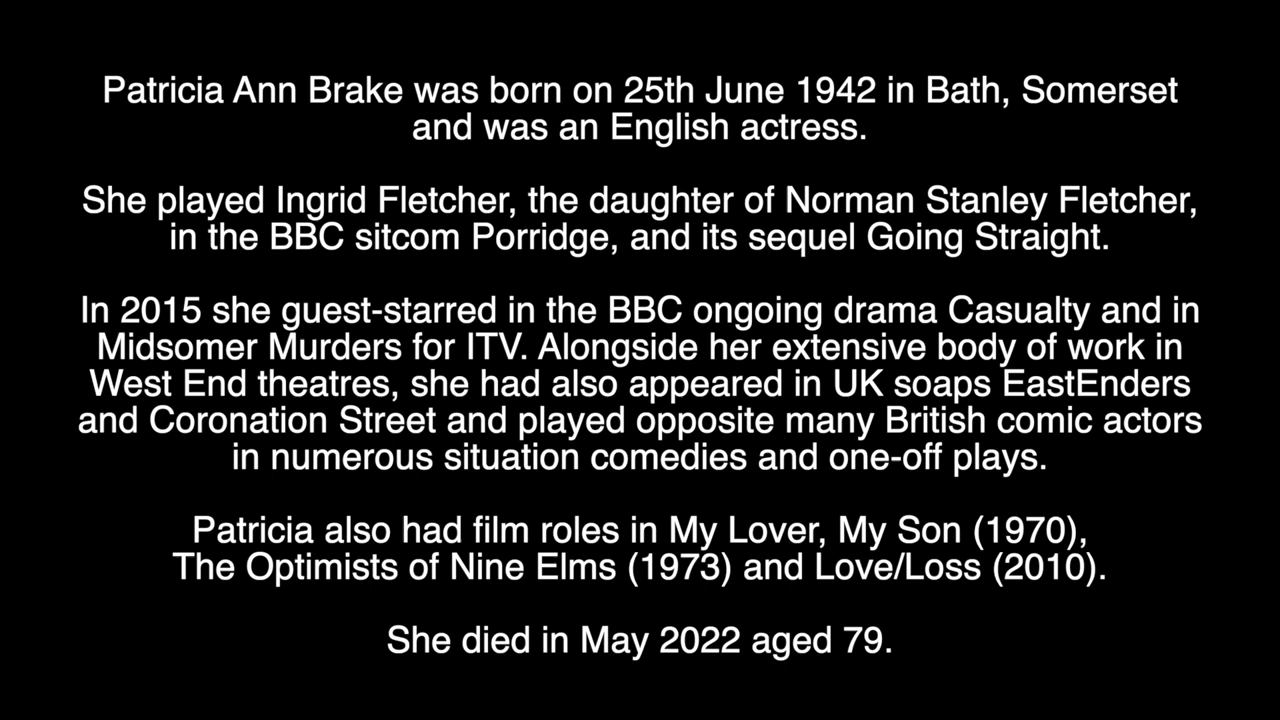 Patricia Ann Brake was born on 25th June 1942 in Bath, Somerset
and was an English actress.
She played Ingrid Fletcher, the daughter of Norman Stanley Fletcher,
in the BBC sitcom Porridge, and its sequel Going Straight.
In 2015 she guest-starred in the BBC ongoing drama Casualty and in
Midsomer Murders for ITV. Alongside her extensive body of work in
West End theatres, she had also appeared in UK soaps EastEnders
and Coronation Street and played opposite many British comic actors
in numerous situation comedies and one-off plays.
Patricia also had film roles in My Lover, My Son (1970),
The Optimists of Nine Elms (1973) and Love/Loss (2010).
She died in May 2022 aged 79.